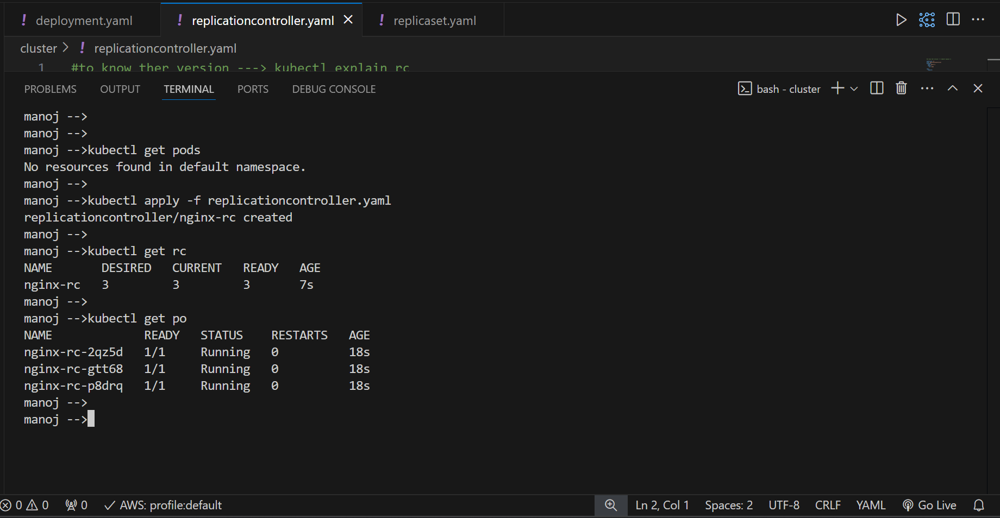 ! deployment.yaml ! replicationcontroller.yaml ! replicaset.yaml
cluster > ! replicationcontroller.yaml
1 #to know ther version ---> kubectl explain rc
PROBLEMS OUTPUT TERMINAL PORTS DEBUG CONSOLE bash - cluster
manoj -->
manoj -->
manoj -->kubectl get pods
No resources found in default namespace.
manoj -->
manoj -->kubectl apply -f replicationcontroller.yaml
replicationcontroller/nginx-rc created
manoj -->
manoj -->kubectl get rc
NAME DESIRED CURRENT READY AGE
nginx-rc 3 3 3 7s
manoj -->
manoj -->kubectl get po
NAME READY STATUS RESTARTS AGE
nginx-rc-2qz5d 1/1 Running 0 18s
nginx-rc-gtt68 1/1 Running 0 18s
nginx-rc-p8drq 1/1 Running 0 18s
manoj -->
manoj -->
0 0 0 AWS: profile:default Ln 2, Col 1 Spaces: 2 UTF-8 CRLF YAML Go Live